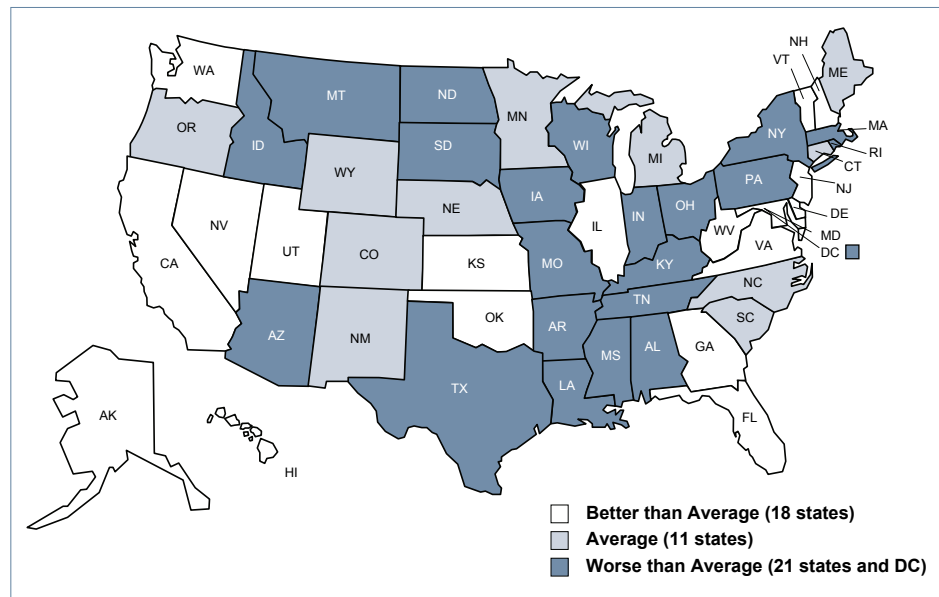 NH
VT
ME
WA
MT
ND
MN
OR
ID
SD
WI
MI
NY
MA
RI
CT
WY
IA
PA
NJ
NE
NV
UT
IL
IN
OH
DE
WV
MD
CO
VA
DC
CA
KS
MO
KY
NC
TN
OK
SC
AZ
NM
AR
GA
MS
AL
TX
LA
AK
FL
HI
Better than Average (18 states)
Average (11 states)
Worse than Average (21 states and DC)